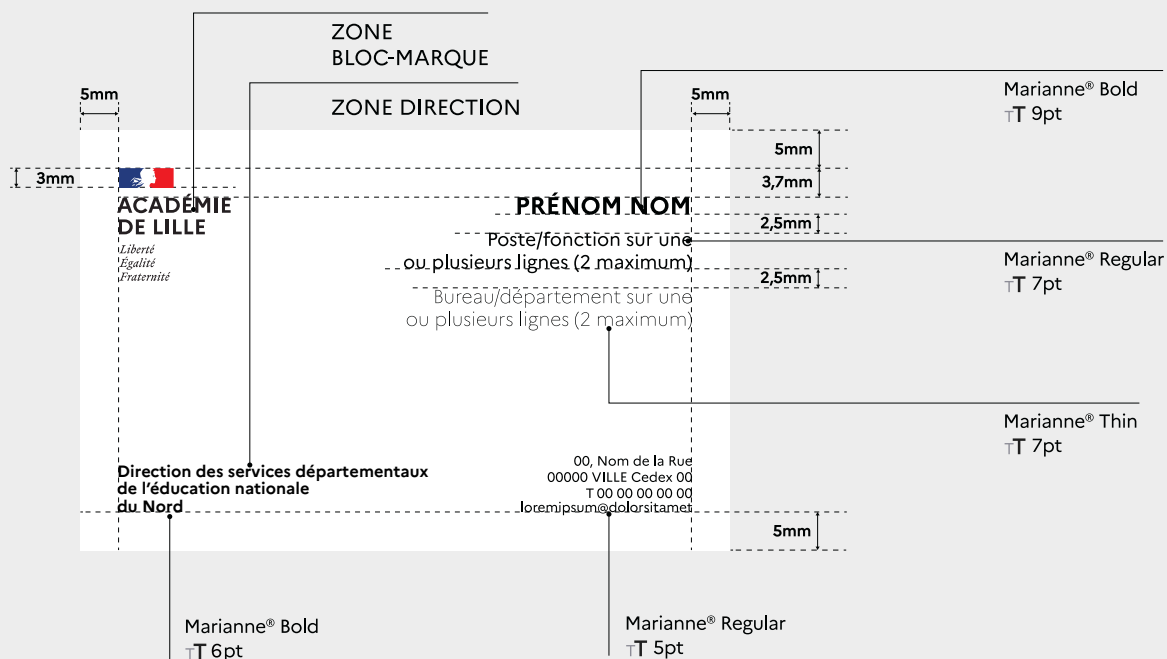 ZONE
BLOC-MARQUE
ZONE DIRECTION
5mm
5mm
Marianne® Bold
TT 9pt
5mm
3mm
3,7mm
ACADÉMIE
DE LILLE
Liberté
Égalité
Fraternité
PRÉNOM NOM
2,5mm
Poste/fonction sur une
ou plusieurs lignes (2 maximum)
Marianne® Regular
TT 7pt
2,5mm
Bureau/département sur une
ou plusieurs lignes (2 maximum)
Marianne® Thin
TT 7pt
Direction des services départementaux
de l'éducation nationale
du Nord
00, Nom de la Rue
00000 VILLE Cedex 00
T 00 00 00 00 00
loremipsum@dolorsitamet
5mm
Marianne® Bold
TT 6pt
Marianne® Regular
TT 5pt